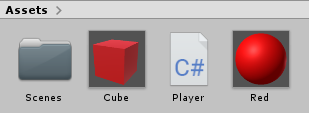 Assets
C#
Scenes Cube Player Red